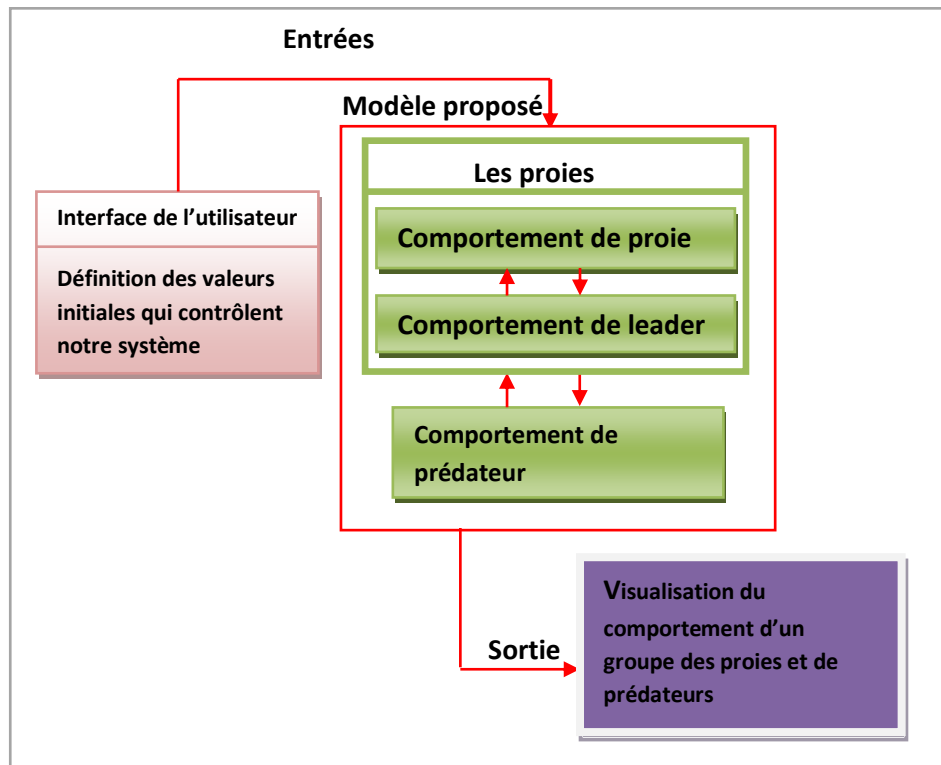 Entrées
Modèle proposé
Les proies
Interface de l’utilisateur
Comportement de proie
Définition des valeurs
initiales qui contrôlent
notre système
Comportement de leader
Comportement de
prédateur
Visualisation du
comportement d’un
groupe des proies et de
prédateurs
Sortie